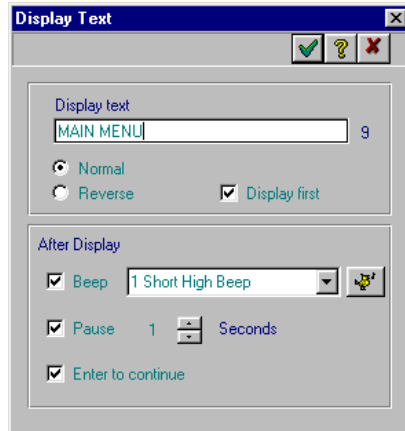 Display Text
?
Display text
MAIN MENU 9
Normal
Reverse Display first
After Display
Beep 1 Short High Beep
Pause 1 Seconds
Enter to continue